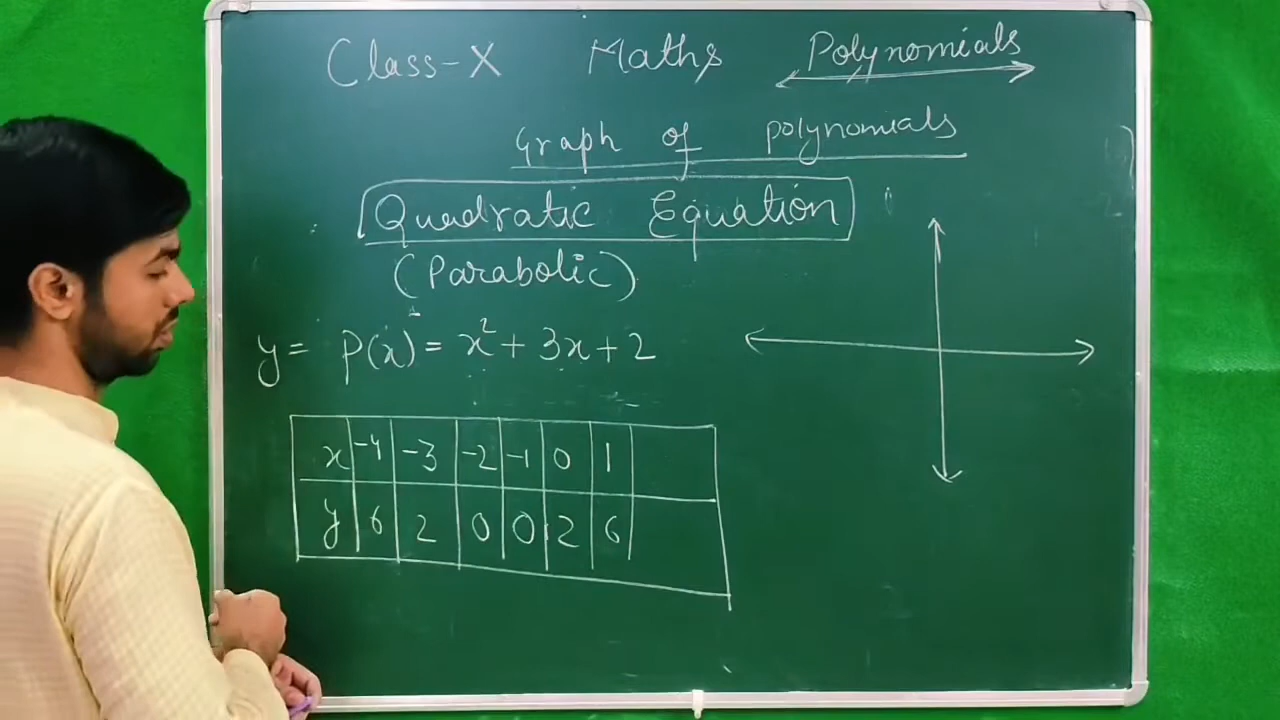 Class-X Maths Polynomials
Graph of polynomials
Quadratic Equation
(Parabolic)
y = p(x) = x² + 3x + 2
x -4 -3 -2 -1 0 1
y 6 2 0 0 2 6